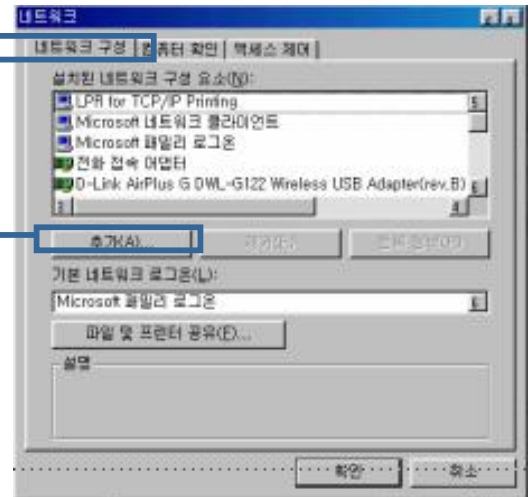 네트워크
네트워크 구성 컴퓨터 확인 액세스 제어
설치된 네트워크 구성 요소(N):
LPR for TCP/IP Printing
Microsoft 네트워크 클라이언트
Microsoft 패밀리 로그온
전화 접속 어댑터
D-Link AirPlus G DWL-G122 Wireless USB Adapter(rev.B)
추가(A)...
기본 네트워크 로그온(L):
Microsoft 패밀리 로그온
파일 및 프린터 공유(F)...
설명
확인 취소